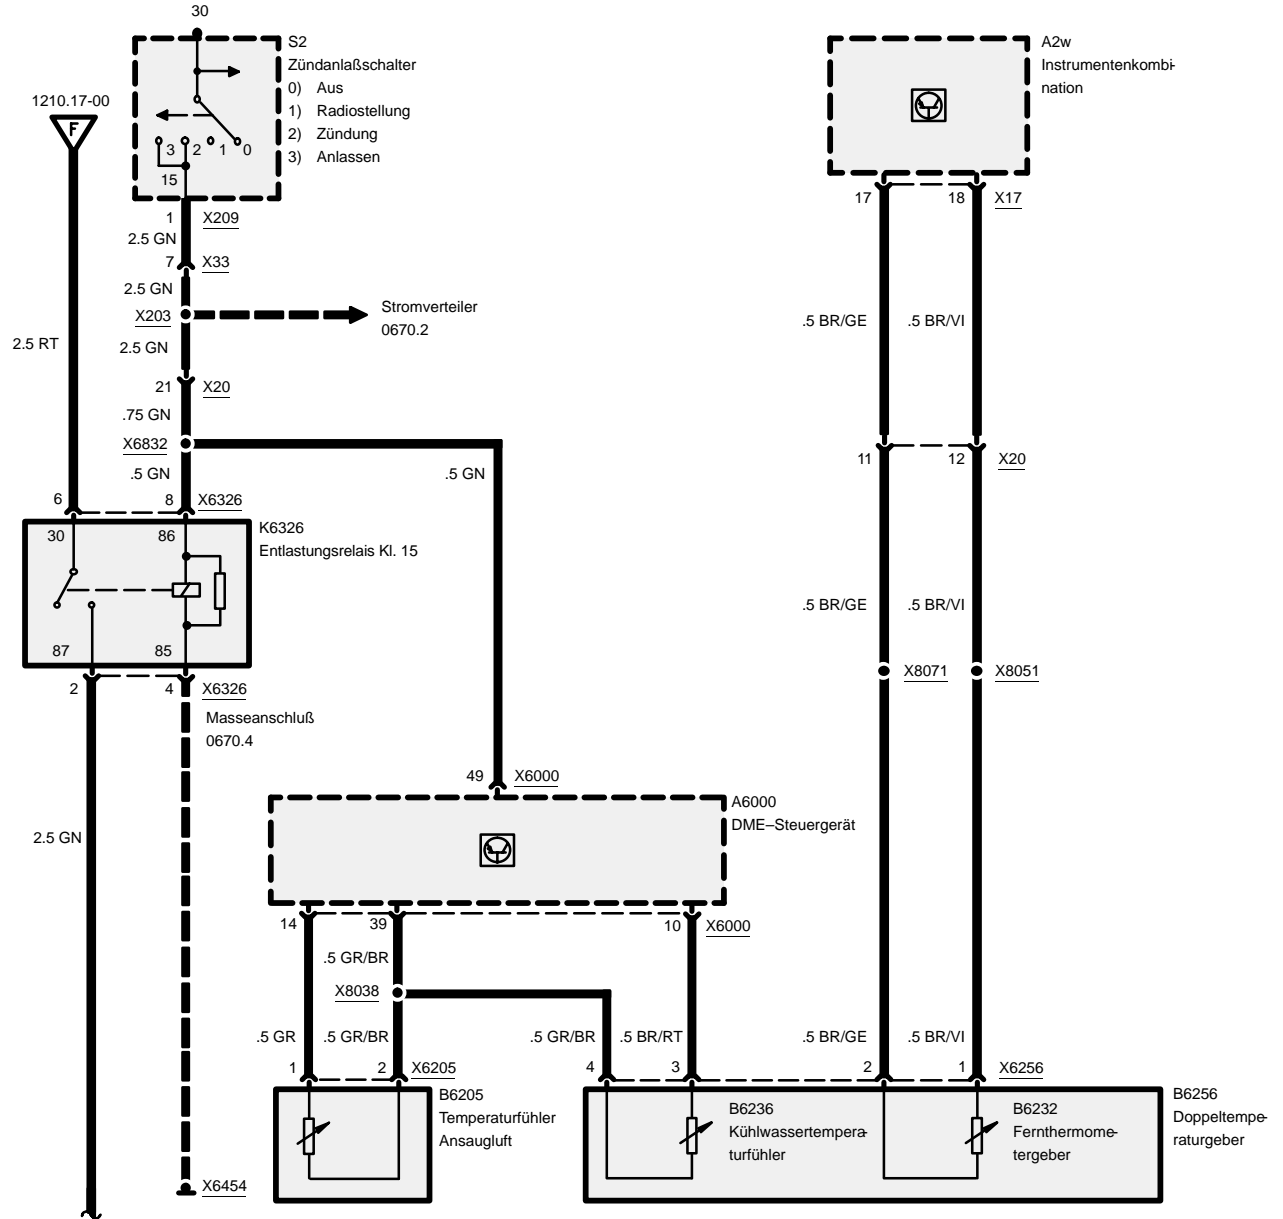 30
S2
Zündanlaßschalter
0) Aus
1) Radiostellung
2) Zündung
3) Anlassen
3 2 1 0
15
1210.17-00
F
A2w
Instrumentenkombi-
nation
17 18 X17
1 X209
2.5 GN
7 X33
2.5 GN
X203
Stromverteiler
0670.2
2.5 RT
2.5 GN
.5 BR/GE .5 BR/VI
21 X20
.75 GN
X6832
.5 GN
.5 GN
11 12 X20
6 8 X6326
30 86
K6326
Entlastungsrelais Kl. 15
87 85
.5 BR/GE .5 BR/VI
X8071 X8051
2 4 X6326
Masseanschluß
0670.4
49 X6000
A6000
DME–Steuergerät
2.5 GN
14 39 10 X6000
.5 GR/BR
X8038
.5 GR .5 GR/BR .5 GR/BR .5 BR/RT .5 BR/GE .5 BR/VI
1 2 X6205 4 3 2 1 X6256
B6205
Temperaturfühler
Ansaugluft
B6236
Kühlwassertempera-
turfühler
B6232
Fernthermome-
tergeber
B6256
Doppeltempe-
raturgeber
X6454